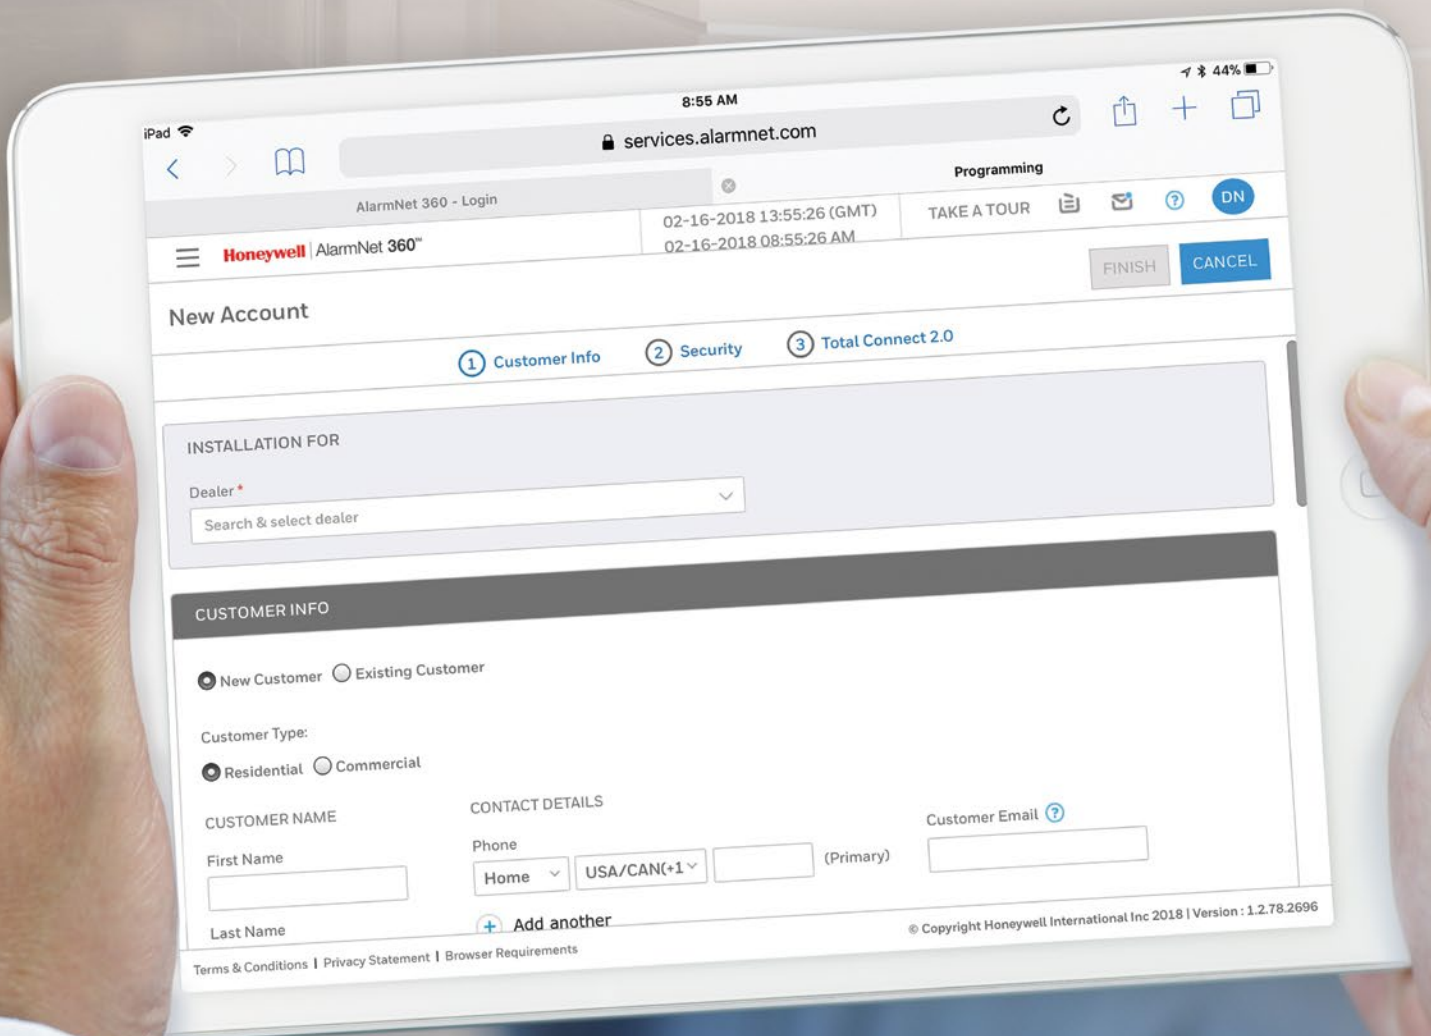 8:55 AM
44%
iPad
services.alarmnet.com
AlarmNet 360 - Login
Programming
Honeywell | AlarmNet 360™
02-16-2018 13:55:26 (GMT)
02-16-2018 08:55:26 AM
TAKE A TOUR
?
DN
New Account
FINISH
CANCEL
1 Customer Info
2 Security
3 Total Connect 2.0
INSTALLATION FOR
Dealer *
Search & select dealer
CUSTOMER INFO
New Customer Existing Customer
Customer Type:
Residential Commercial
CUSTOMER NAME
CONTACT DETAILS
Customer Email ?
First Name
Phone
Home
USA/CAN(+1
(Primary)
Last Name
+ Add another
Terms & Conditions | Privacy Statement | Browser Requirements
© Copyright Honeywell International Inc 2018 | Version : 1.2.78.2696